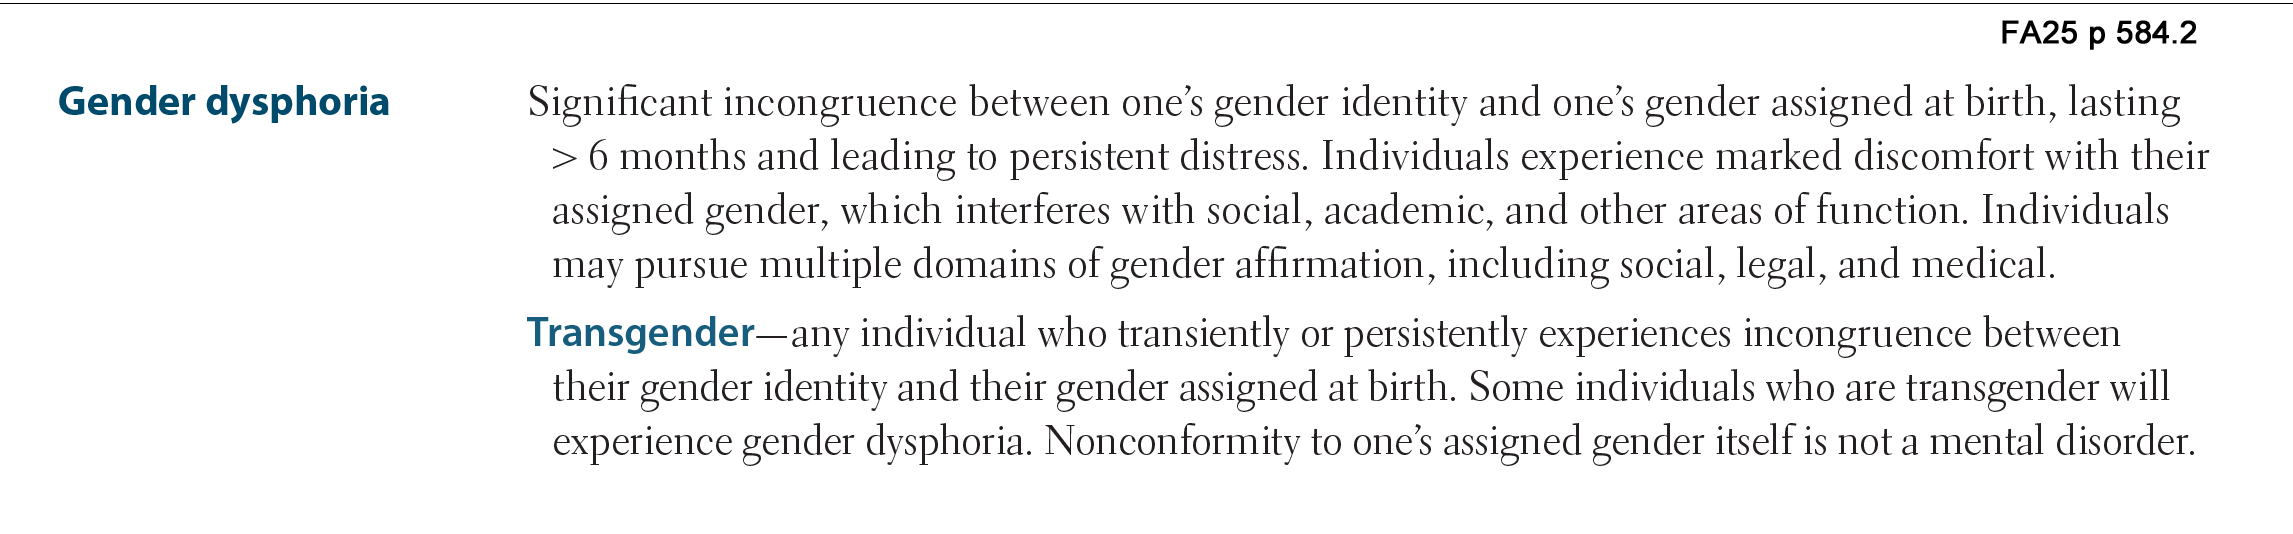 FA25 p 584.2
Gender dysphoria
Significant incongruence between one’s gender identity and one’s gender assigned at birth, lasting
> 6 months and leading to persistent distress. Individuals experience marked discomfort with their
assigned gender, which interferes with social, academic, and other areas of function. Individuals
may pursue multiple domains of gender affirmation, including social, legal, and medical.
Transgender—any individual who transiently or persistently experiences incongruence between
their gender identity and their gender assigned at birth. Some individuals who are transgender will
experience gender dysphoria. Nonconformity to one’s assigned gender itself is not a mental disorder.